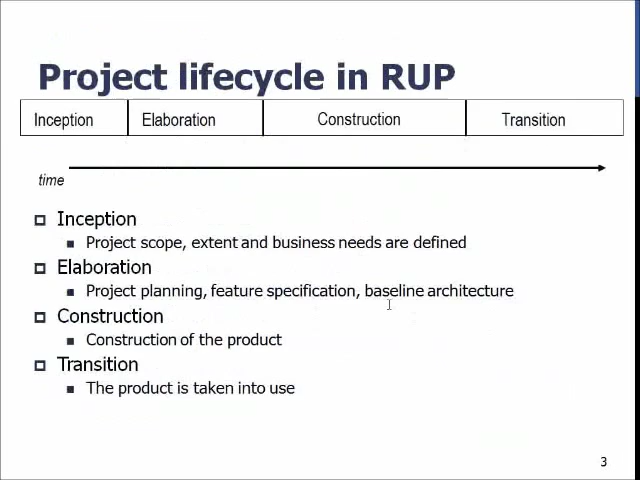 Project lifecycle in RUP
Inception Elaboration Construction Transition
time
Inception
Project scope, extent and business needs are defined
Elaboration
Project planning, feature specification, baseline architecture
Construction
Construction of the product
Transition
The product is taken into use
3